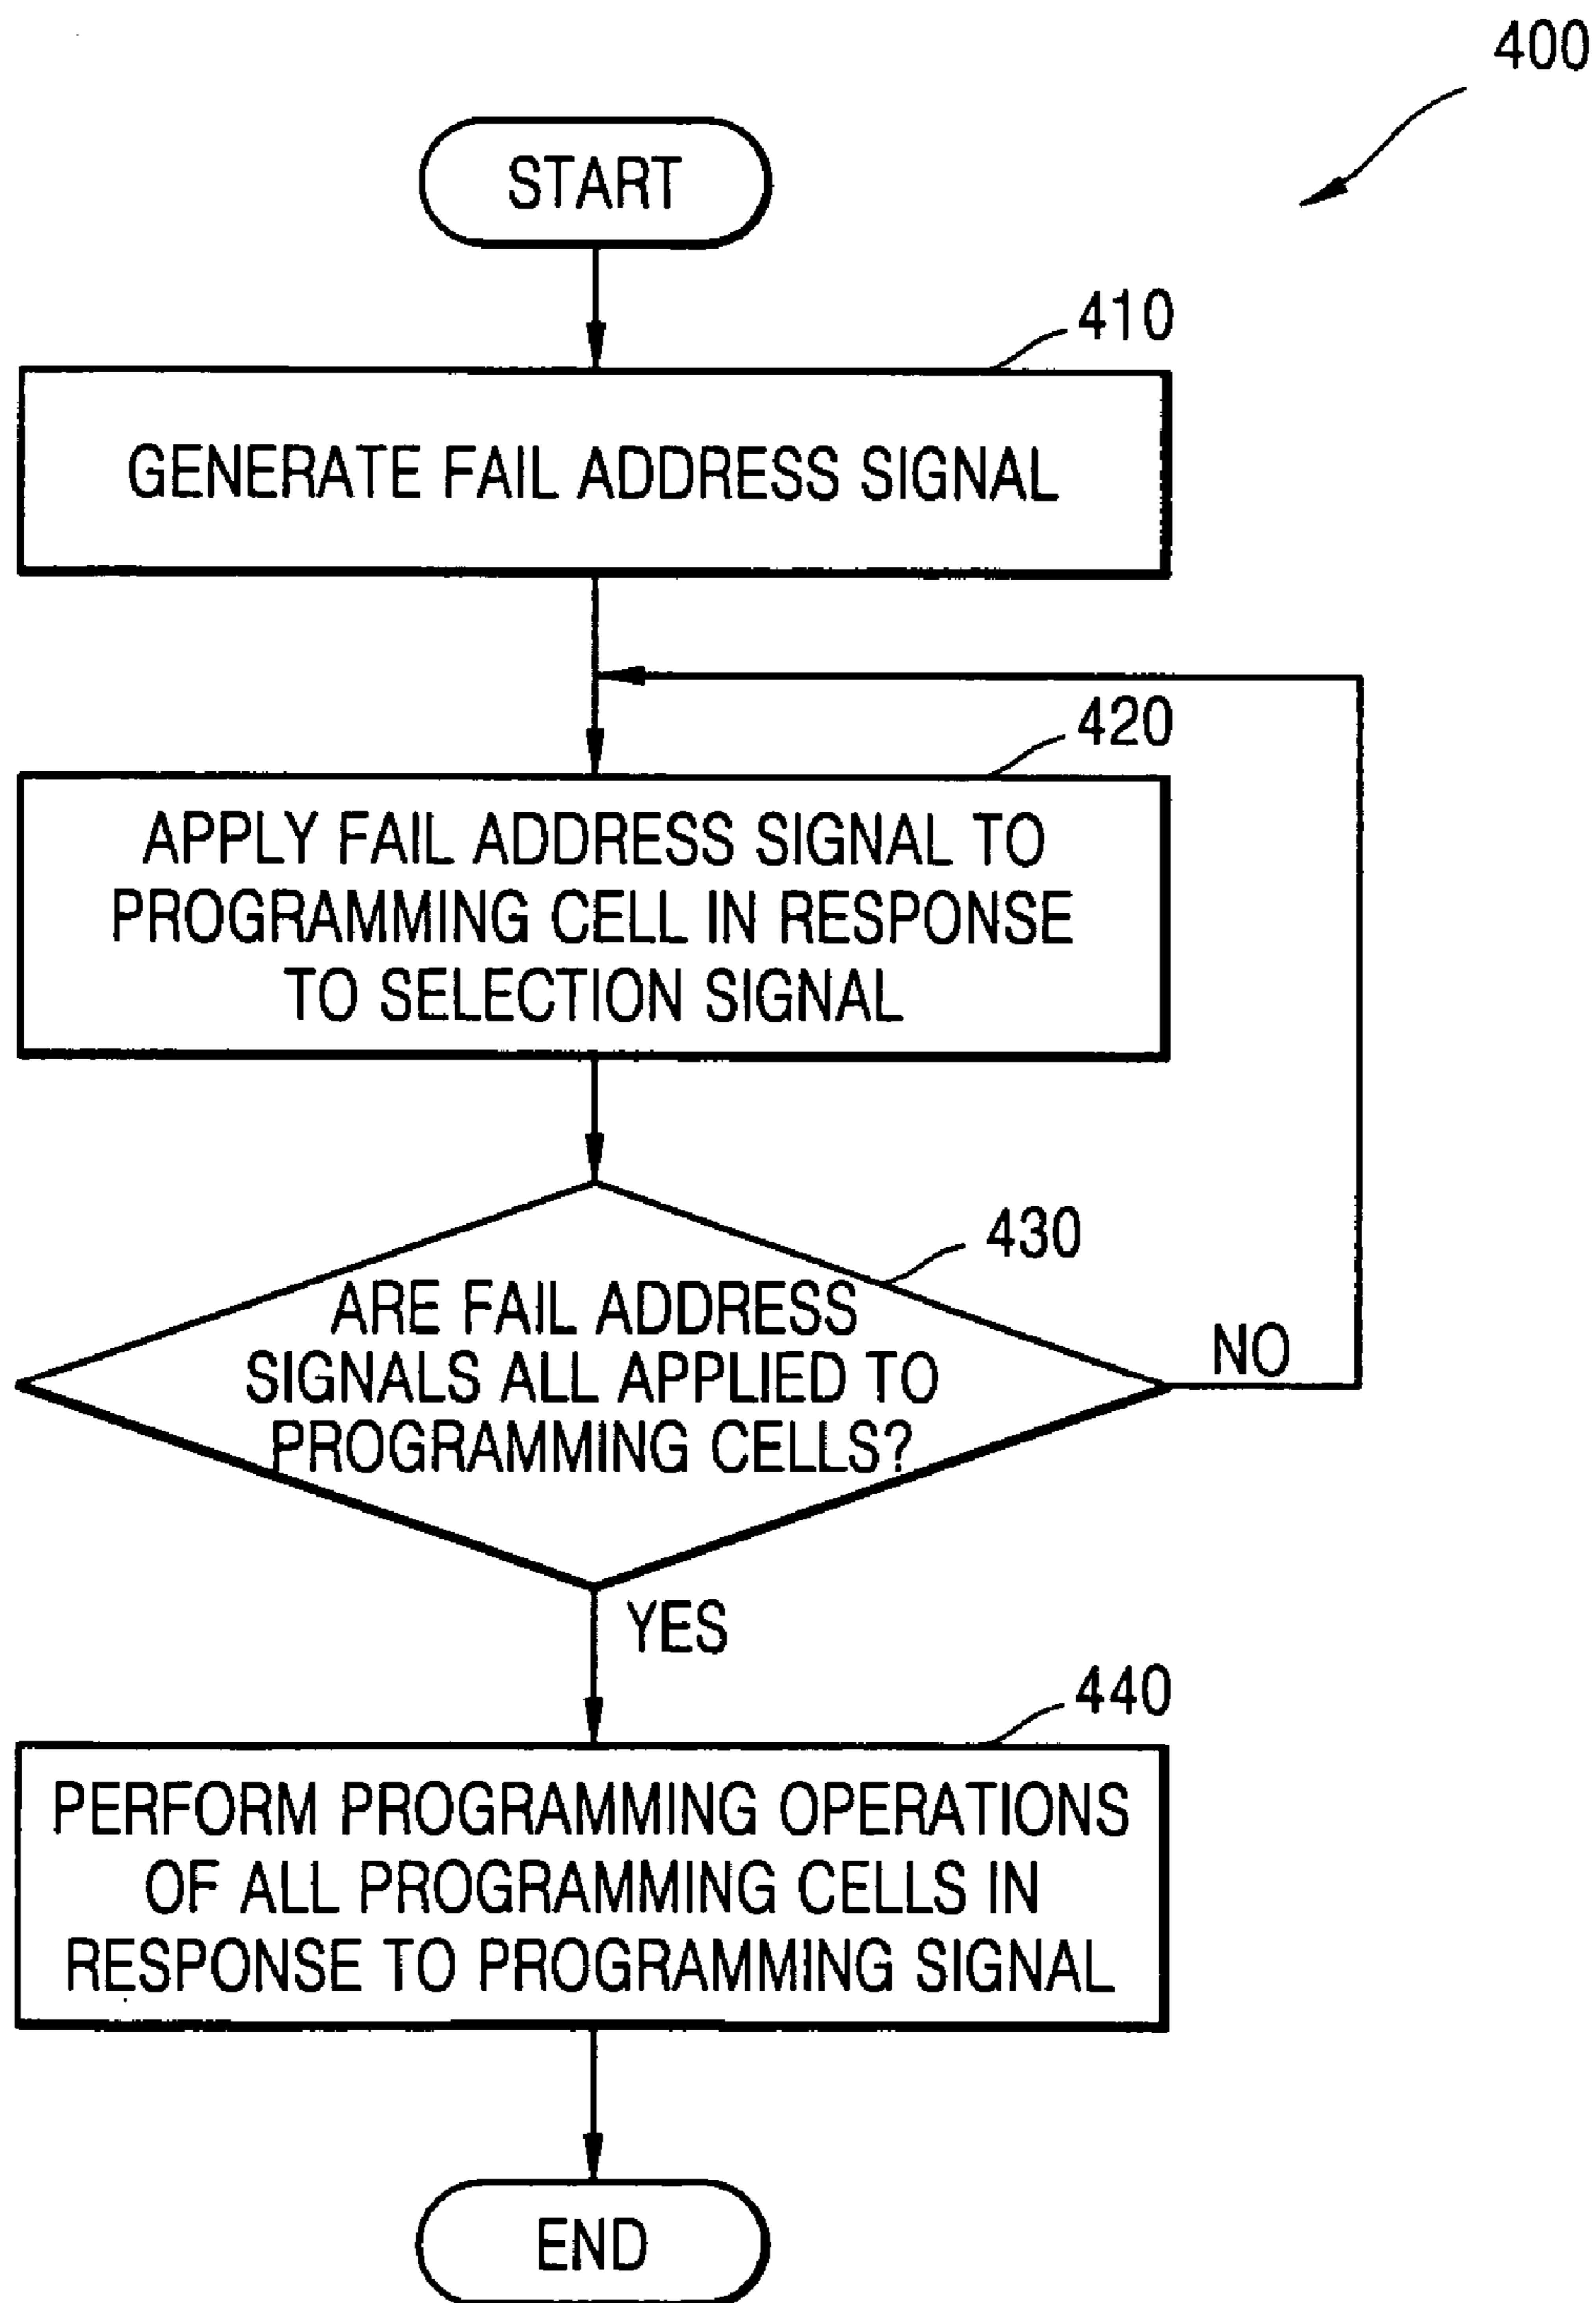 400
START
410
GENERATE FAIL ADDRESS SIGNAL
420
APPLY FAIL ADDRESS SIGNAL TO
PROGRAMMING CELL IN RESPONSE
TO SELECTION SIGNAL
430
ARE FAIL ADDRESS
SIGNALS ALL APPLIED TO
PROGRAMMING CELLS?
NO
YES
440
PERFORM PROGRAMMING OPERATIONS
OF ALL PROGRAMMING CELLS IN
RESPONSE TO PROGRAMMING SIGNAL
END